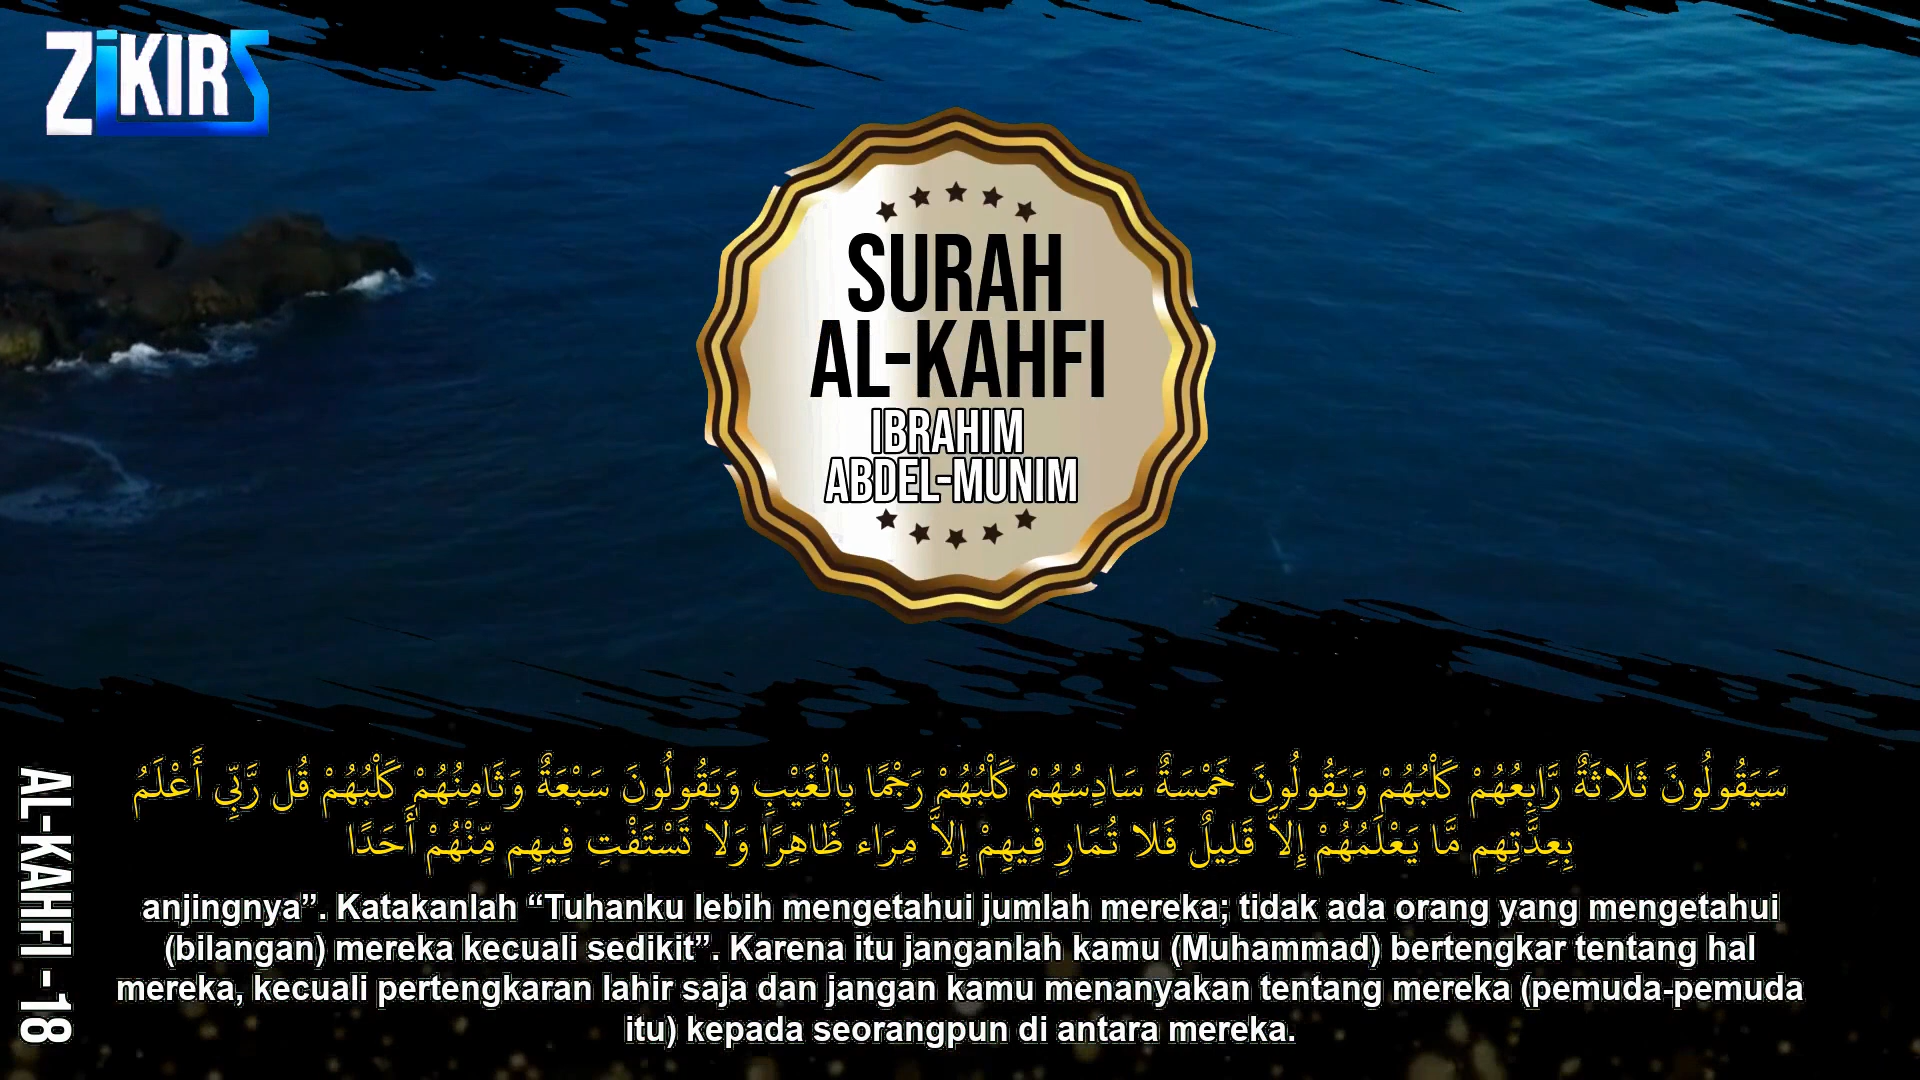 ZIKIRS
SURAH
AL-KAHFI
IBRAHIM
ABDEL-MUNIM
سَيَقُولُونَ ثَلاثَةٌ رَّابِعُهُمْ كَلْبُهُمْ وَيَقُولُونَ خَمْسَةٌ سَادِسُهُمْ كَلْبُهُمْ رَجْمًا بِالْغَيْبِ وَيَقُولُونَ سَبْعَةٌ وَثَامِنُهُمْ كَلْبُهُمْ قُل رَّبِّي أَعْلَمُ
بِعِدَّتِهِم مَّا يَعْلَمُهُمْ إِلاَّ قَلِيلٌ فَلا تُمَارِ فِيهِمْ إِلاَّ مِرَاء ظَاهِرًا وَلا تَسْتَفْتِ فِيهِم مِّنْهُمْ أَحَدًا
anjingnya”. Katakanlah “Tuhanku lebih mengetahui jumlah mereka; tidak ada orang yang mengetahui
(bilangan) mereka kecuali sedikit”. Karena itu janganlah kamu (Muhammad) bertengkar tentang hal
mereka, kecuali pertengkaran lahir saja dan jangan kamu menanyakan tentang mereka (pemuda-pemuda
itu) kepada seorangpun di antara mereka.
AL-KAHFI - 18